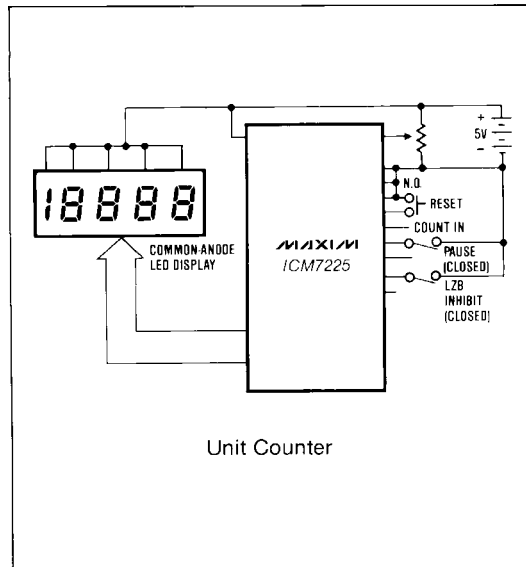 +
5V
−
N.O.
RESET
COUNT IN
PAUSE
(CLOSED)
LZB
INHIBIT
(CLOSED)
18888
COMMON-ANODE
LED DISPLAY
MAXIM
ICM7225
Unit Counter